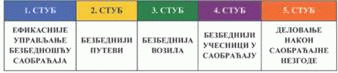 1. СТУБ
2. СТУБ
3. СТУБ
4. СТУБ
5. СТУБ
ЕФИКАСНИЈЕ
УПРАВЉАЊЕ
БЕЗБЕДНОШЋУ
САОБРАЋАЈА
БЕЗБЕДНИЈИ
ПУТЕВИ
БЕЗБЕДНИЈА
ВОЗИЛА
БЕЗБЕДНИЈИ
УЧЕСНИЦИ У
САОБРАЋАЈУ
ДЕЛОВАЊЕ
НАКОН
САОБРАЋАЈНЕ
НЕЗГОДЕ